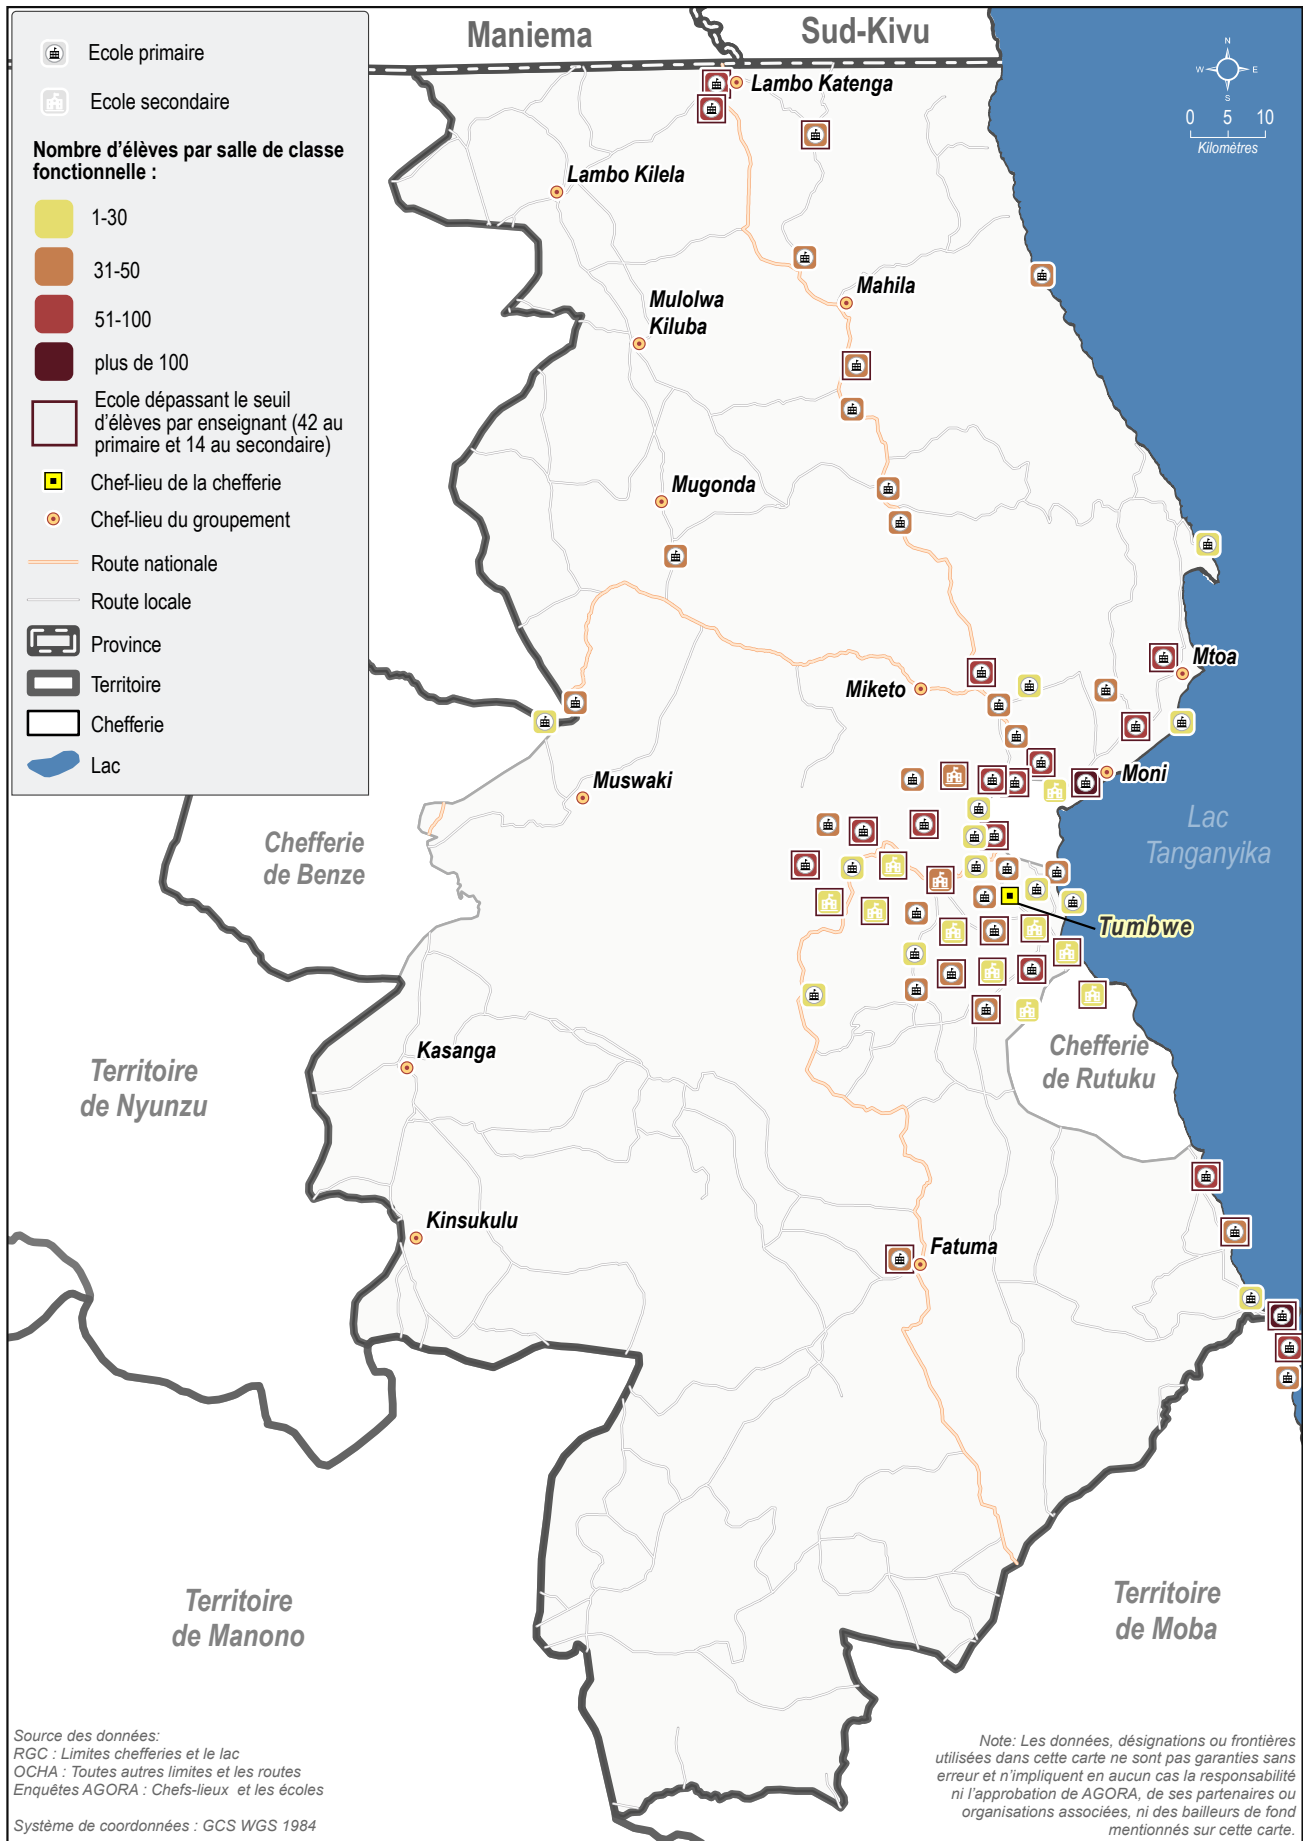 Maniema
Sud-Kivu
Ecole primaire
Ecole secondaire
Nombre d'élèves par salle de classe
fonctionnelle :
1-30
31-50
51-100
plus de 100
Ecole dépassant le seuil
d'élèves par enseignant (42 au
primaire et 14 au secondaire)
Chef-lieu de la chefferie
Chef-lieu du groupement
Route nationale
Route locale
Province
Territoire
Chefferie
Lac
N
W
E
S
0 5 10
Kilomètres
Lambo Katenga
Lambo Kilela
Mahila
Mulolwa
Kiluba
Mugonda
Mtoa
Miketo
Moni
Muswaki
Lac
Tanganyika
Chefferie
de Benze
Tumbwe
Chefferie
de Rutuku
Kasanga
Territoire
de Nyunzu
Kinsukulu
Fatuma
Territoire
de Manono
Territoire
de Moba
Source des données:
RGC : Limites chefferies et le lac
OCHA : Toutes autres limites et les routes
Enquêtes AGORA : Chefs-lieux et les écoles
Système de coordonnées : GCS WGS 1984
Note: Les données, désignations ou frontières
utilisées dans cette carte ne sont pas garanties sans
erreur et n'impliquent en aucun cas la responsabilité
ni l'approbation de AGORA, de ses partenaires ou
organisations associées, ni des bailleurs de fond
mentionnés sur cette carte.